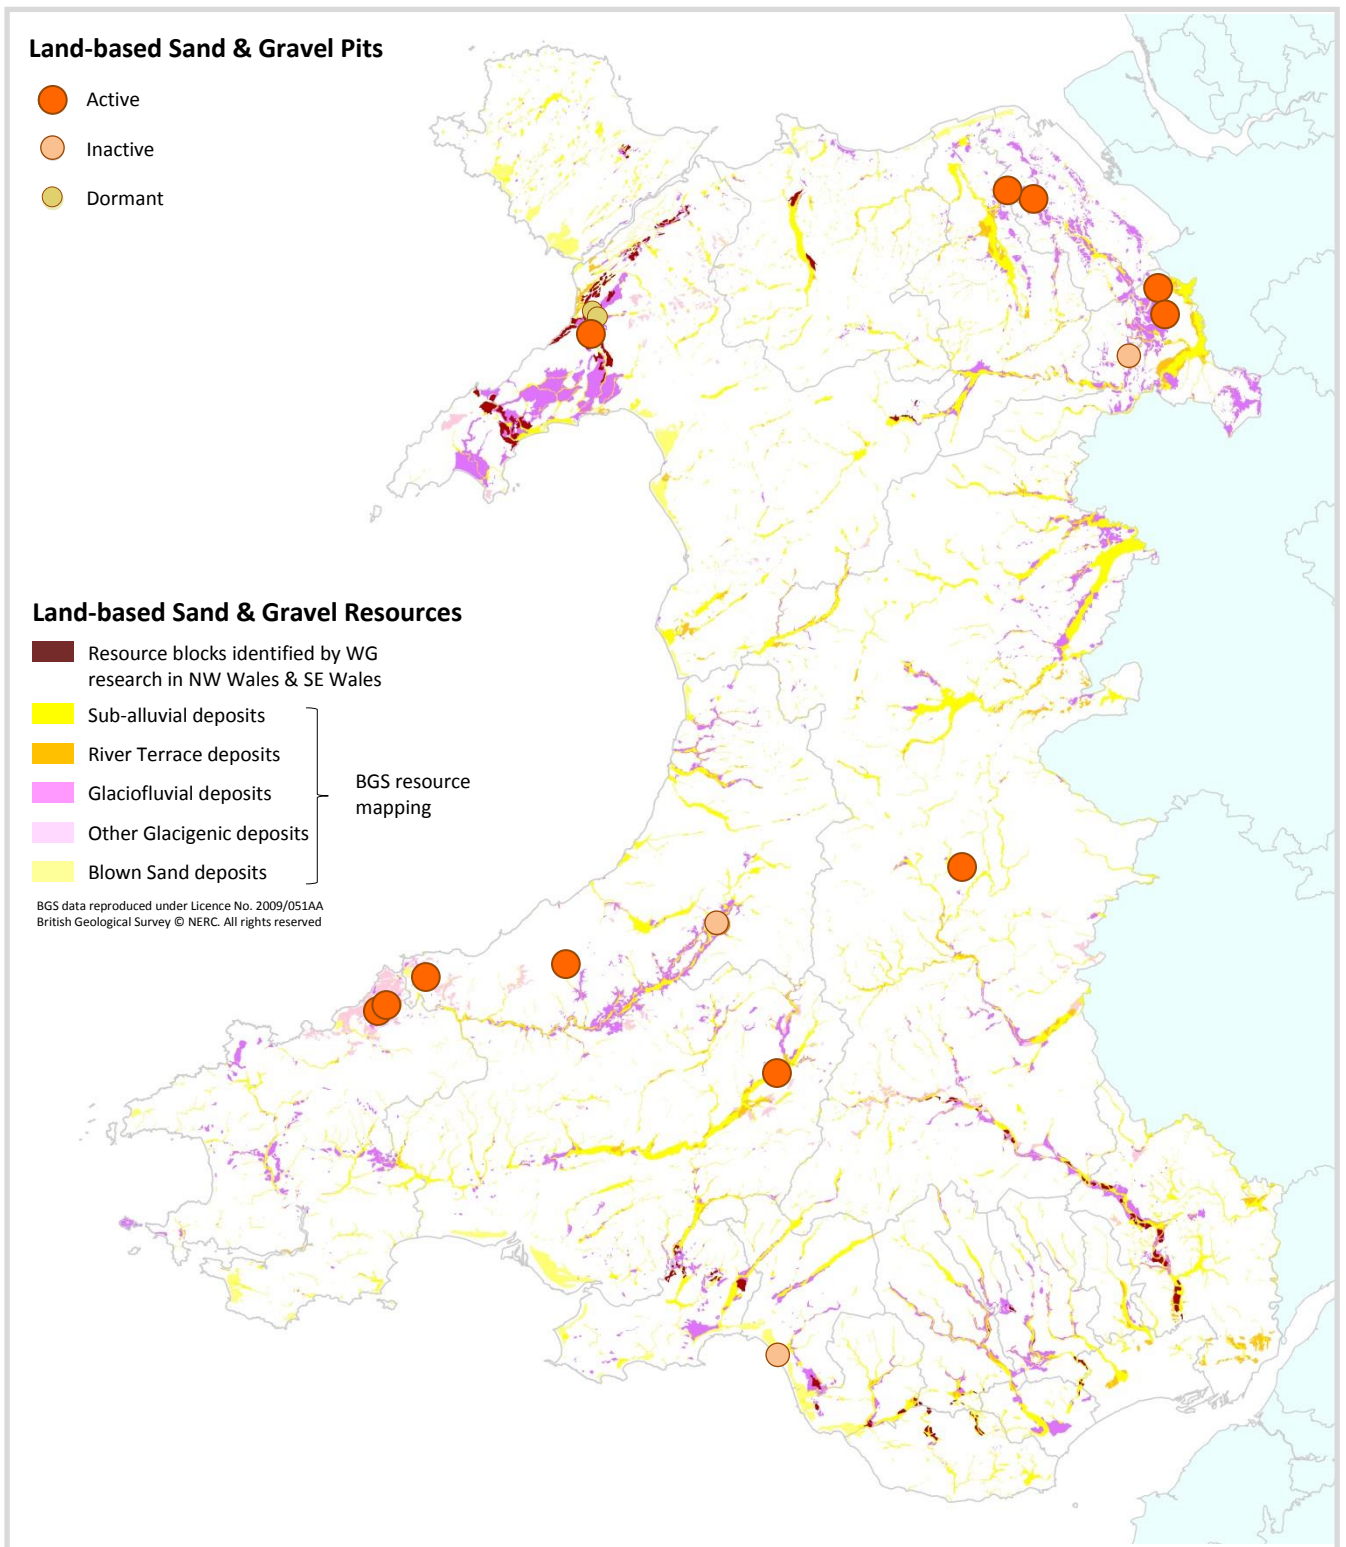 Land-based Sand & Gravel Pits
Active
Inactive
Dormant
Land-based Sand & Gravel Resources
Resource blocks identified by WG
research in NW Wales & SE Wales
Sub-alluvial deposits
River Terrace deposits
Glaciofluvial deposits
Other Glacigenic deposits
Blown Sand deposits
BGS resource
mapping
BGS data reproduced under Licence No. 2009/051AA
British Geological Survey © NERC. All rights reserved